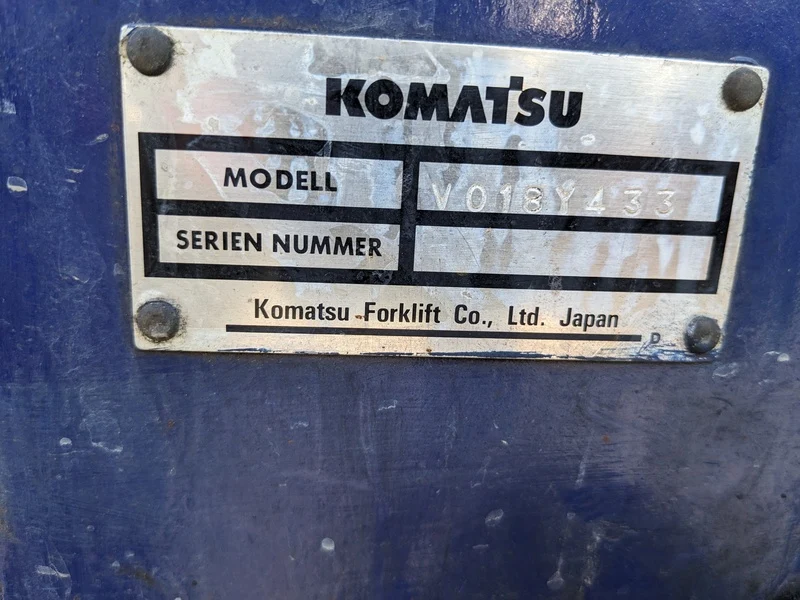 KOMATSU
MODELL V018Y433
SERIEN NUMMER
Komatsu Forklift Co., Ltd. Japan
D